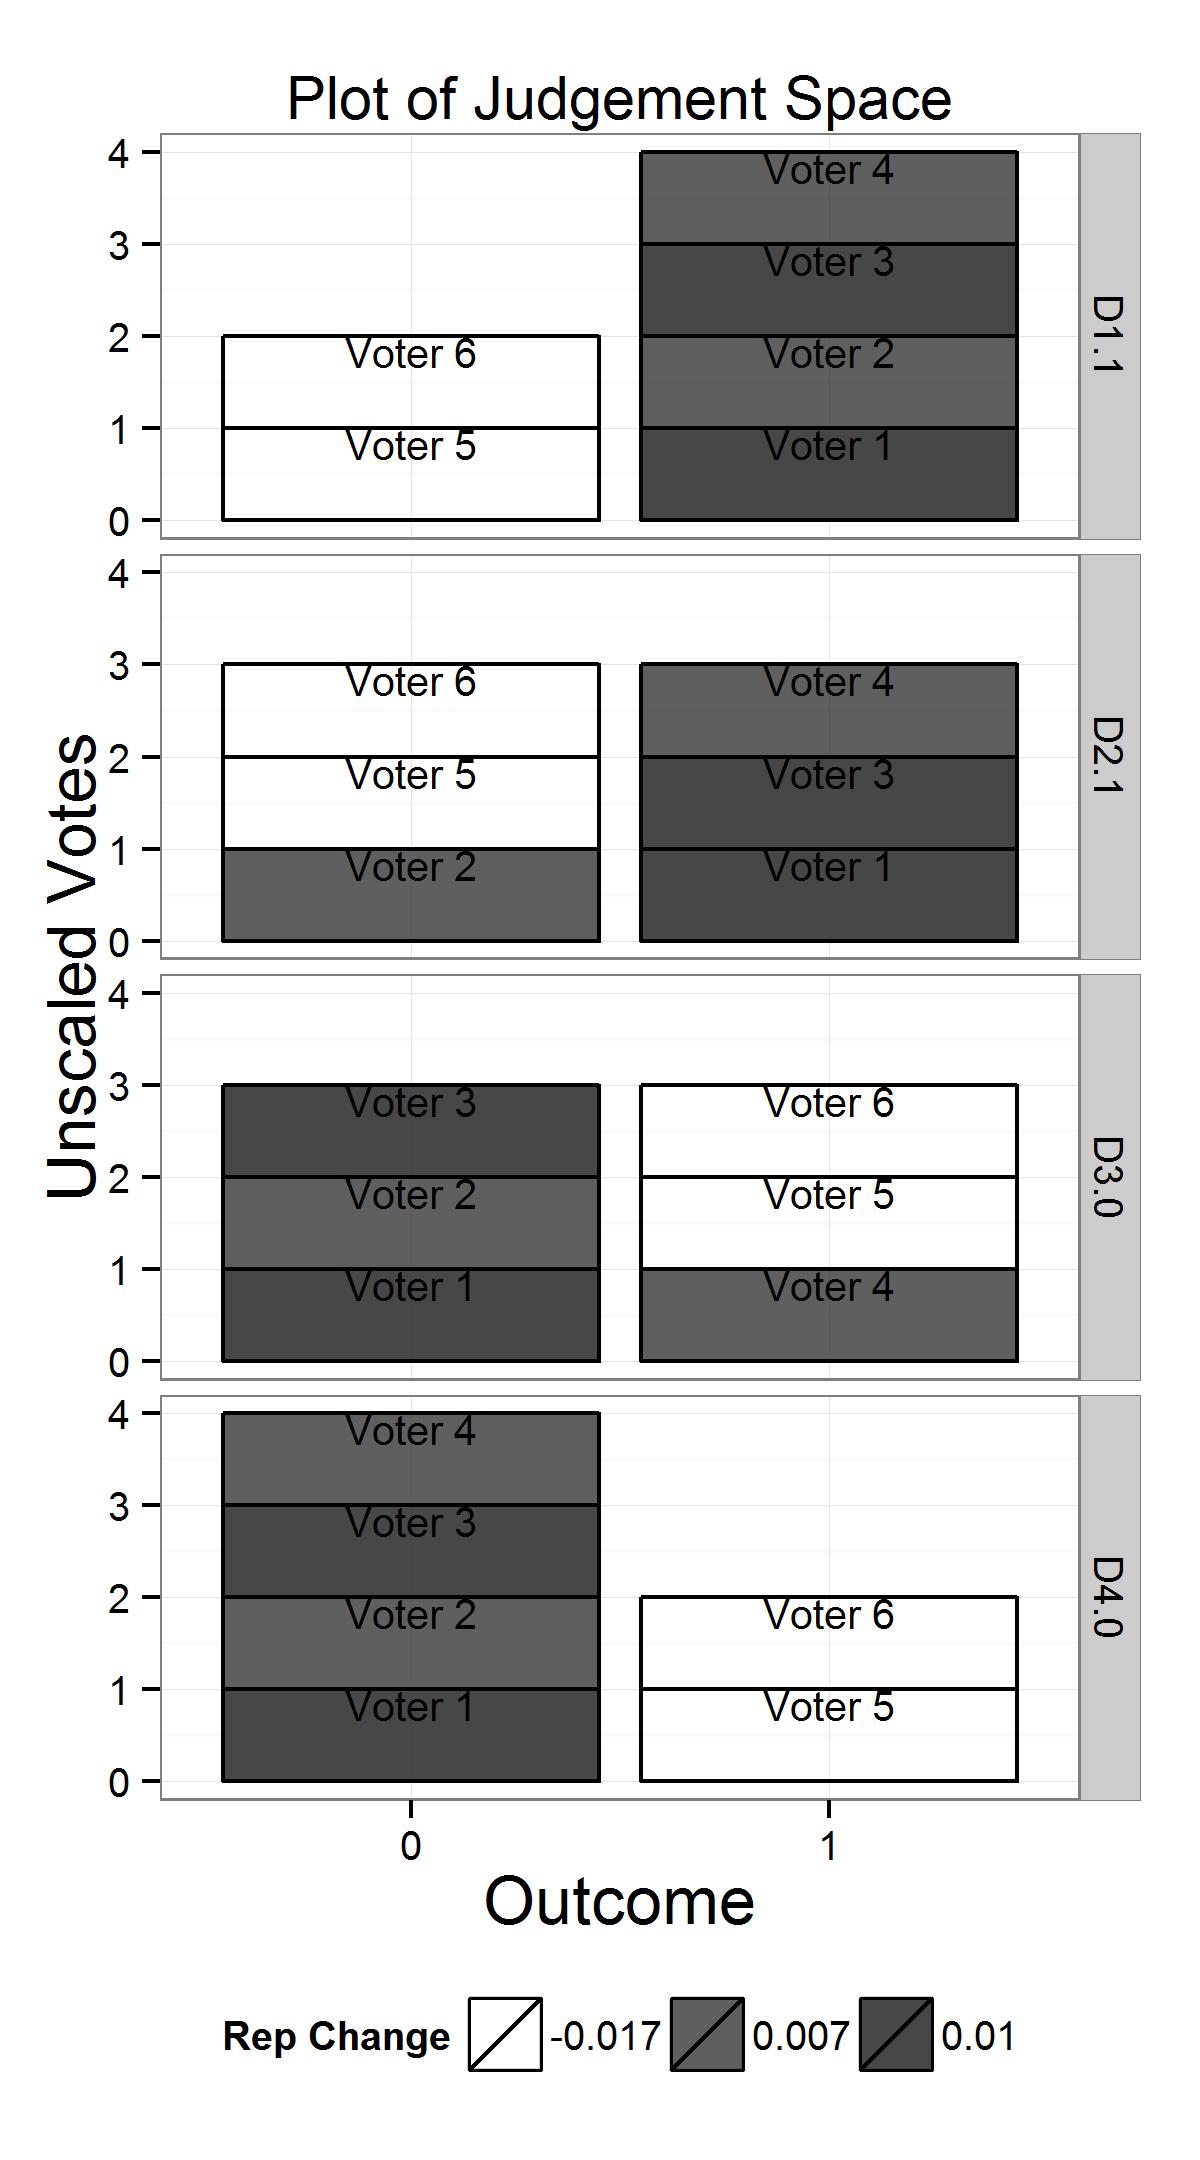 Plot of Judgement Space
4
3
2
1
0
Voter 6
Voter 5
Voter 4
Voter 3
Voter 2
Voter 1
D1.1
4
3
2
1
0
Voter 6
Voter 5
Voter 2
Voter 4
Voter 3
Voter 1
D2.1
Unscaled Votes
4
3
2
1
0
Voter 3
Voter 2
Voter 1
Voter 6
Voter 5
Voter 4
D3.0
4
3
2
1
0
Voter 4
Voter 3
Voter 2
Voter 1
Voter 6
Voter 5
D4.0
0 1
Outcome
Rep Change -0.017 0.007 0.01